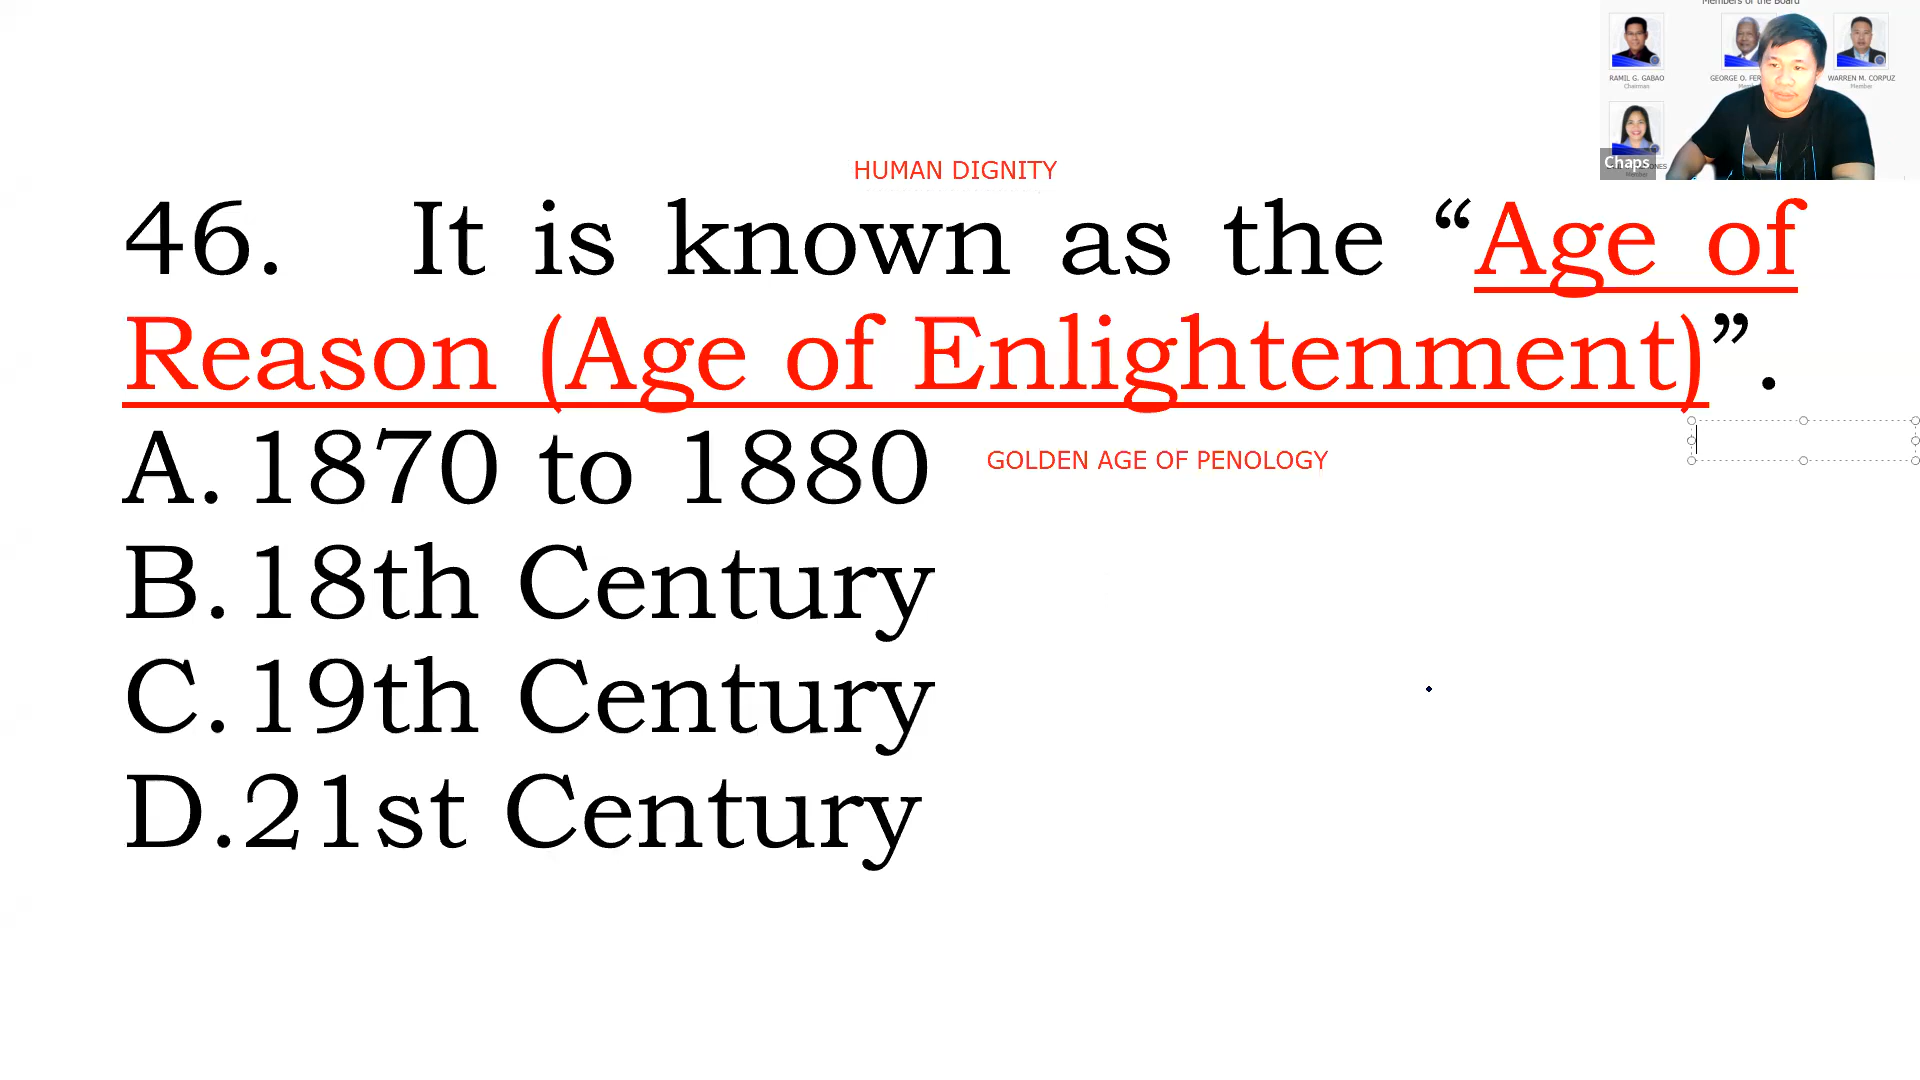 Members of the Board
RAMIL G. GABAO
Chairman
GEORGE O. FER
WARREN M. CORPUZ
Member
Chaps
Member
HUMAN DIGNITY
46. It is known as the “Age of
Reason (Age of Enlightenment)”.
A. 1870 to 1880
GOLDEN AGE OF PENOLOGY
B. 18th Century
C. 19th Century
D. 21st Century